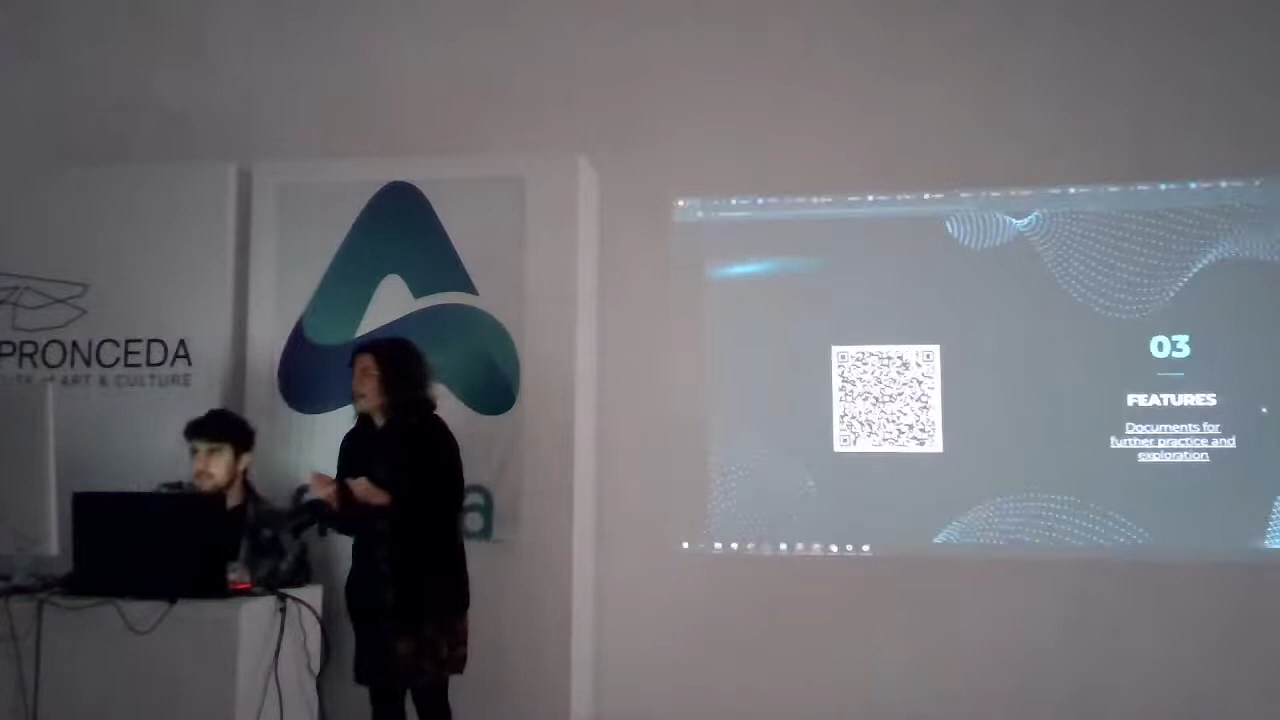 PRONCEDA
ART & CULTURE
a
03
FEATURES
Documents for
further practice and
exploration